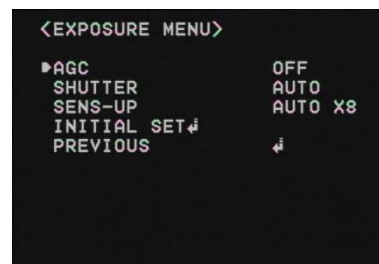 <EXPOSURE MENU>
AGC OFF
SHUTTER AUTO
SENS-UP AUTO X8
INITIAL SET↲
PREVIOUS ↲